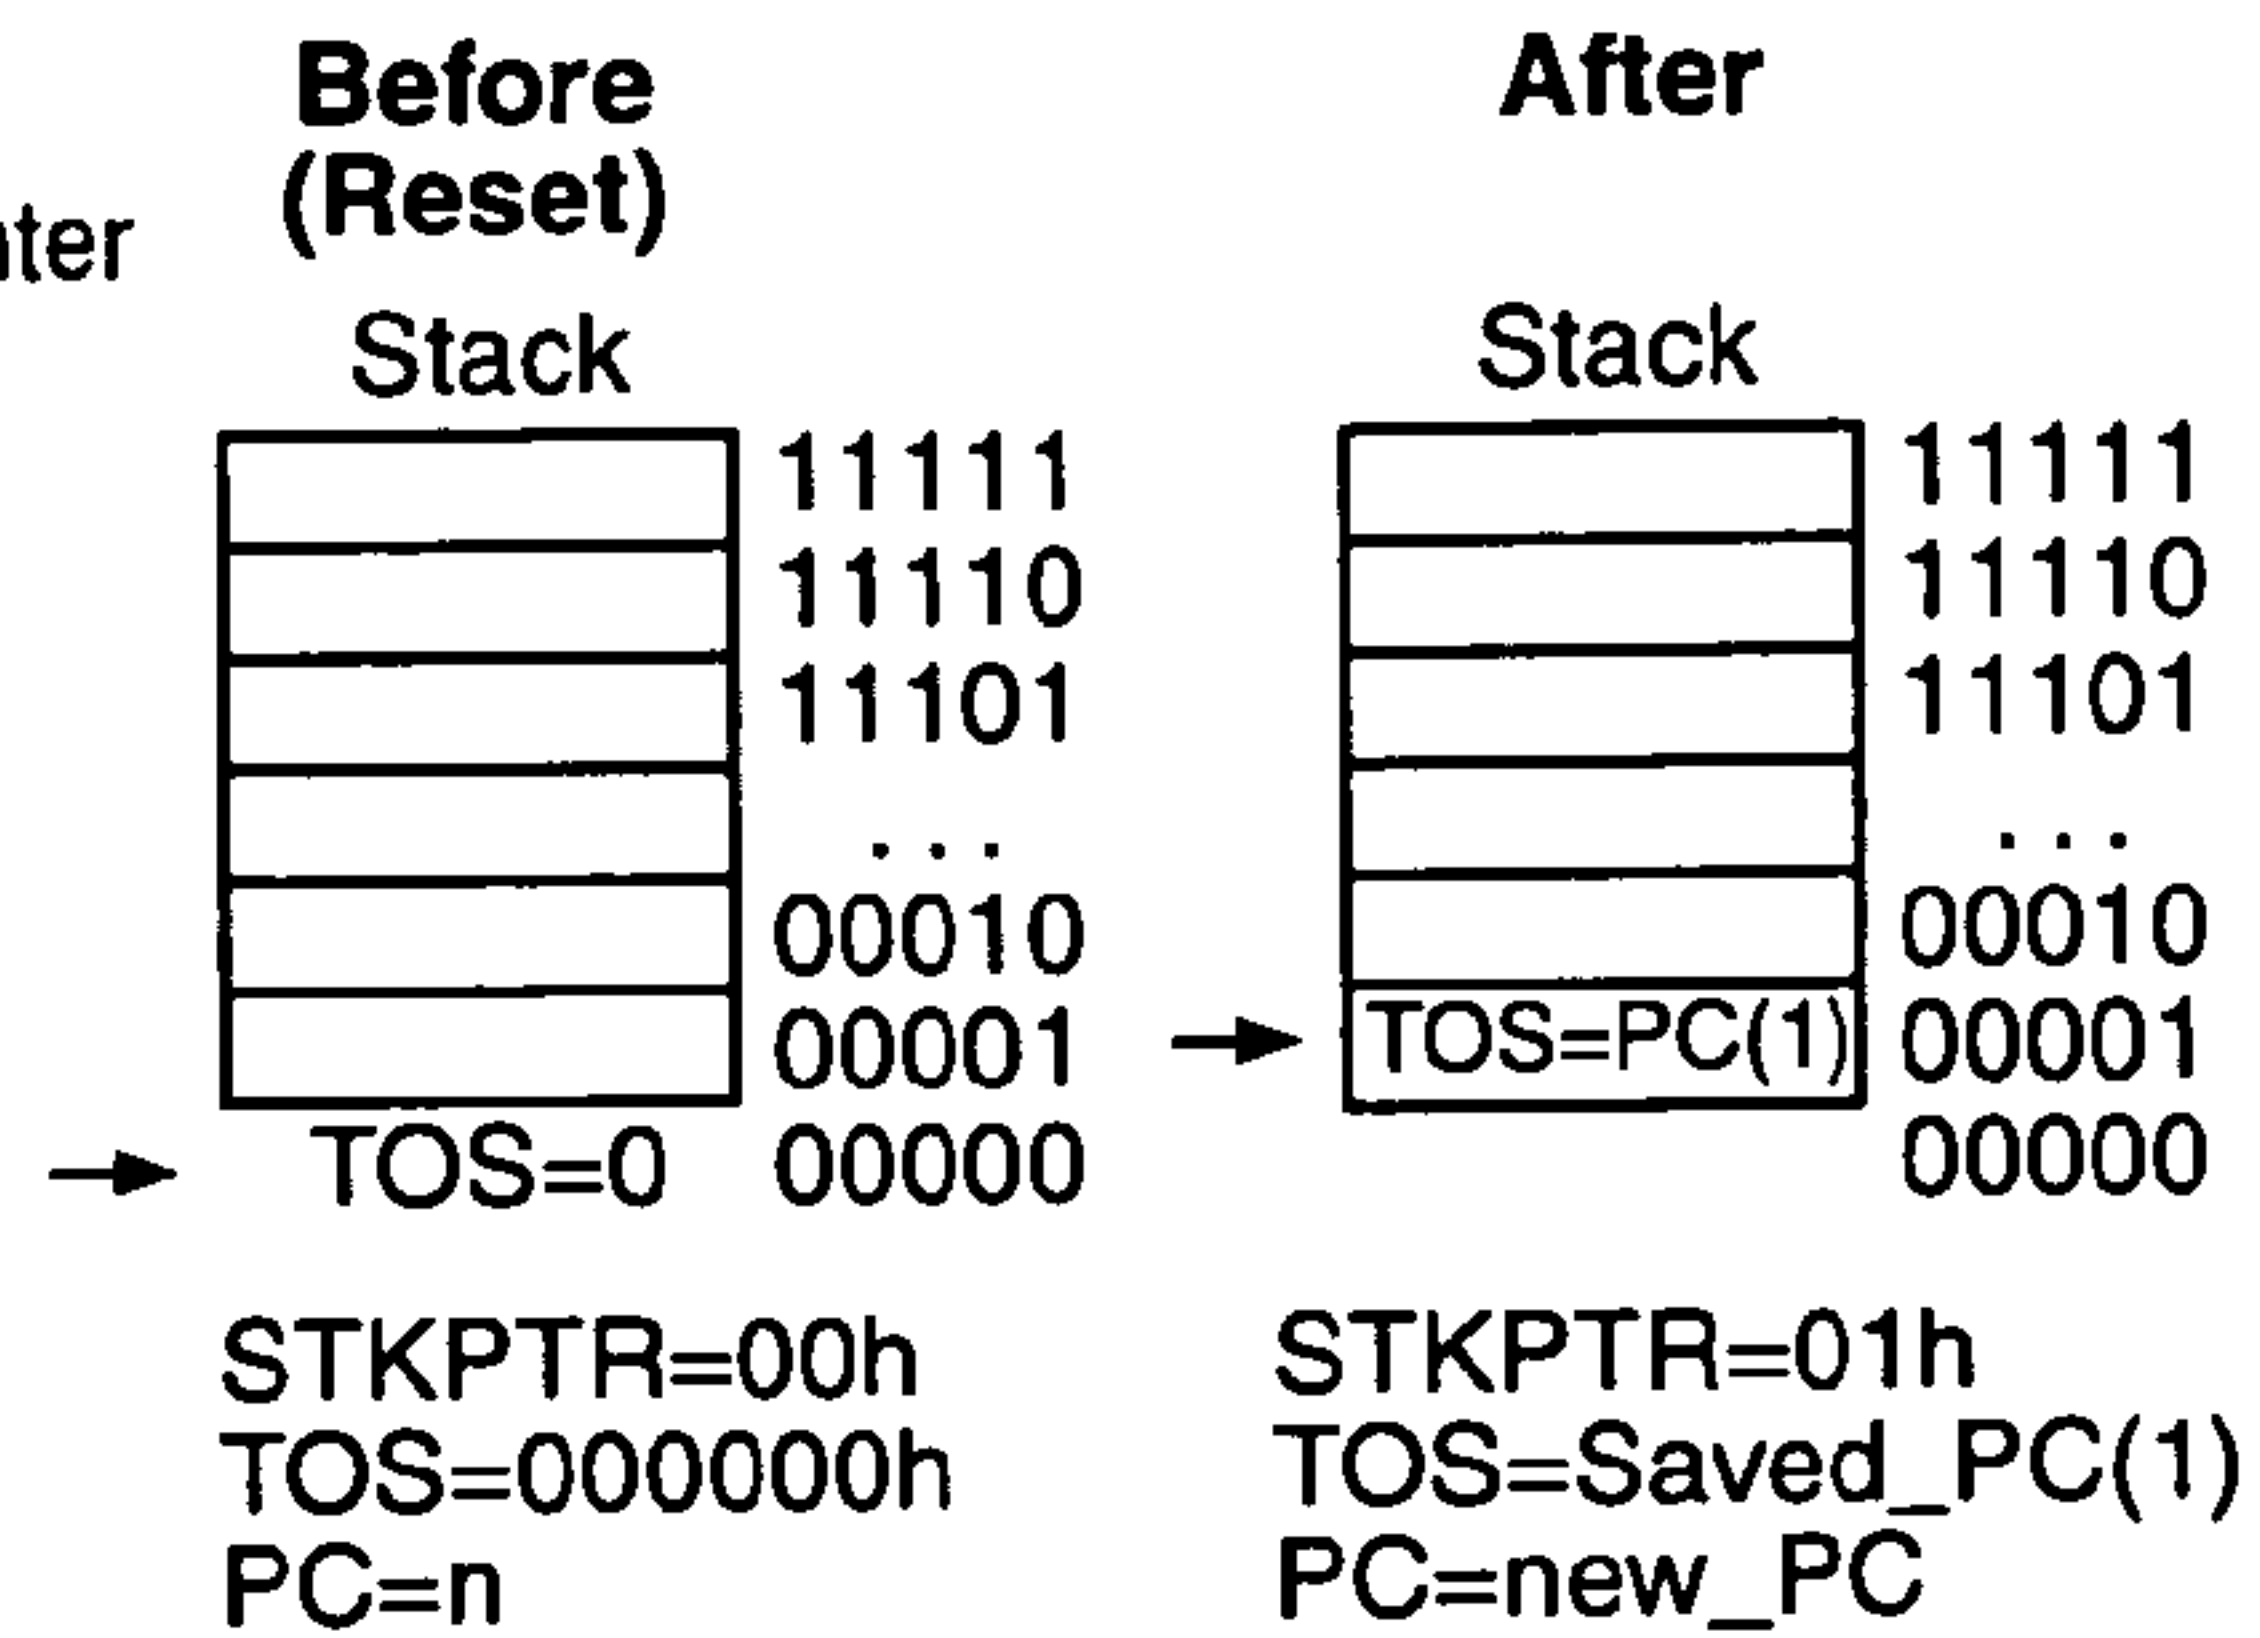 Before
(Reset)
Stack
11111
11110
11101
...
00010
00001
TOS=0 00000
STKPTR=00h
TOS=000000h
PC=n
After
Stack
11111
11110
11101
...
00010
TOS=PC(1) 00001
00000
STKPTR=01h
TOS=Saved_PC(1)
PC=new_PC